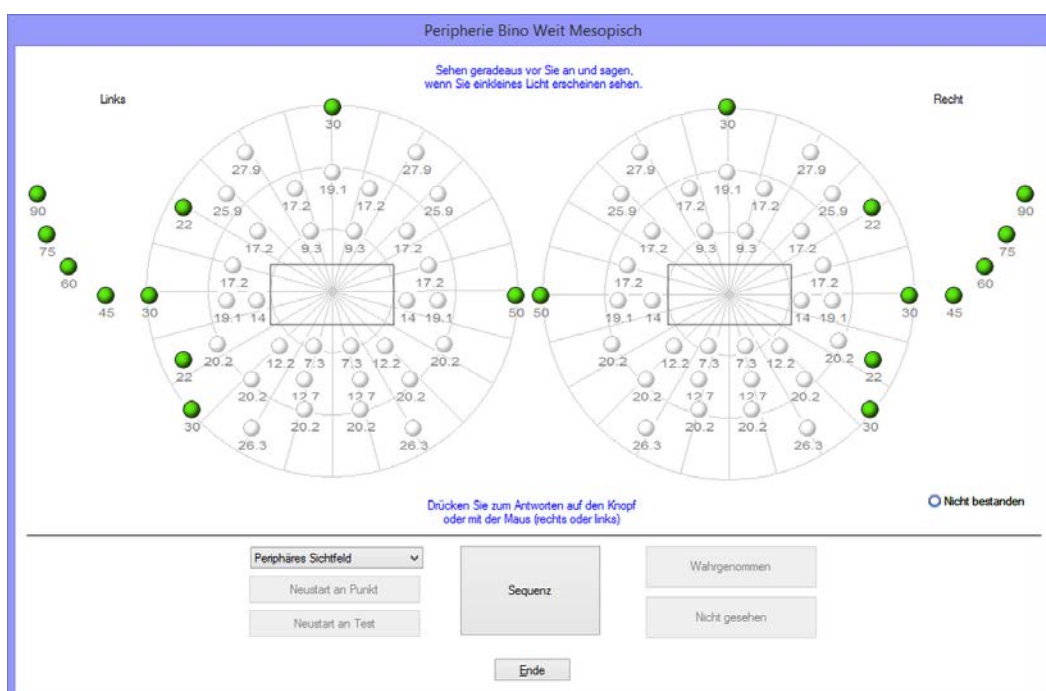 Peripherie Bino Weit Mesopisch
Sehen geradeaus vor Sie an und sagen,
wenn Sie einkleines Licht erscheinen sehen.
Links
Recht
30 30
27.9 27.9 27.9 27.9
19.1 19.1
90 22 25.9 17.2 17.2 25.9 25.9 17.2 17.2 25.9 22 90
75 17.2 9.3 9.3 17.2 17.2 9.3 9.3 17.2 75
60 17.2 17.2 17.2 17.2 60
45 30 19.1 14 14 19.1 50 50 19.1 14 14 19.1 30 45
22 20.2 12.2 7.3 7.3 12.2 20.2 20.2 12.2 7.3 7.3 12.2 20.2 22
20.2 12.7 12.7 20.2 20.2 12.7 12.7 20.2
30 20.2 20.2 20.2 20.2 30
26.3 26.3 26.3 26.3
Drücken Sie zum Antworten auf den Knopf
oder mit der Maus (rechts oder links)
Nicht bestanden
Periphäres Sichtfeld
Neustart an Punkt
Neustart an Test
Sequenz
Wahrgenommen
Nicht gesehen
Ende